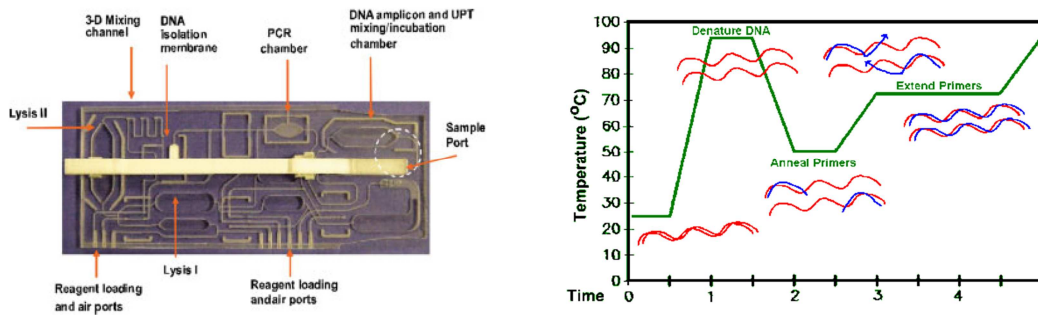 3-D Mixing
channel
DNA
isolation
membrane
PCR
chamber
DNA amplicon and UPT
mixing/incubation
chamber
Lysis II
Sample
Port
Lysis I
Reagent loading
and air ports
Reagent loading
andair ports
Temperature (°C)
100
90
80
70
60
50
40
30
20
10
0
Denature DNA
Anneal Primers
Extend Primers
Time
0
1
2
3
4